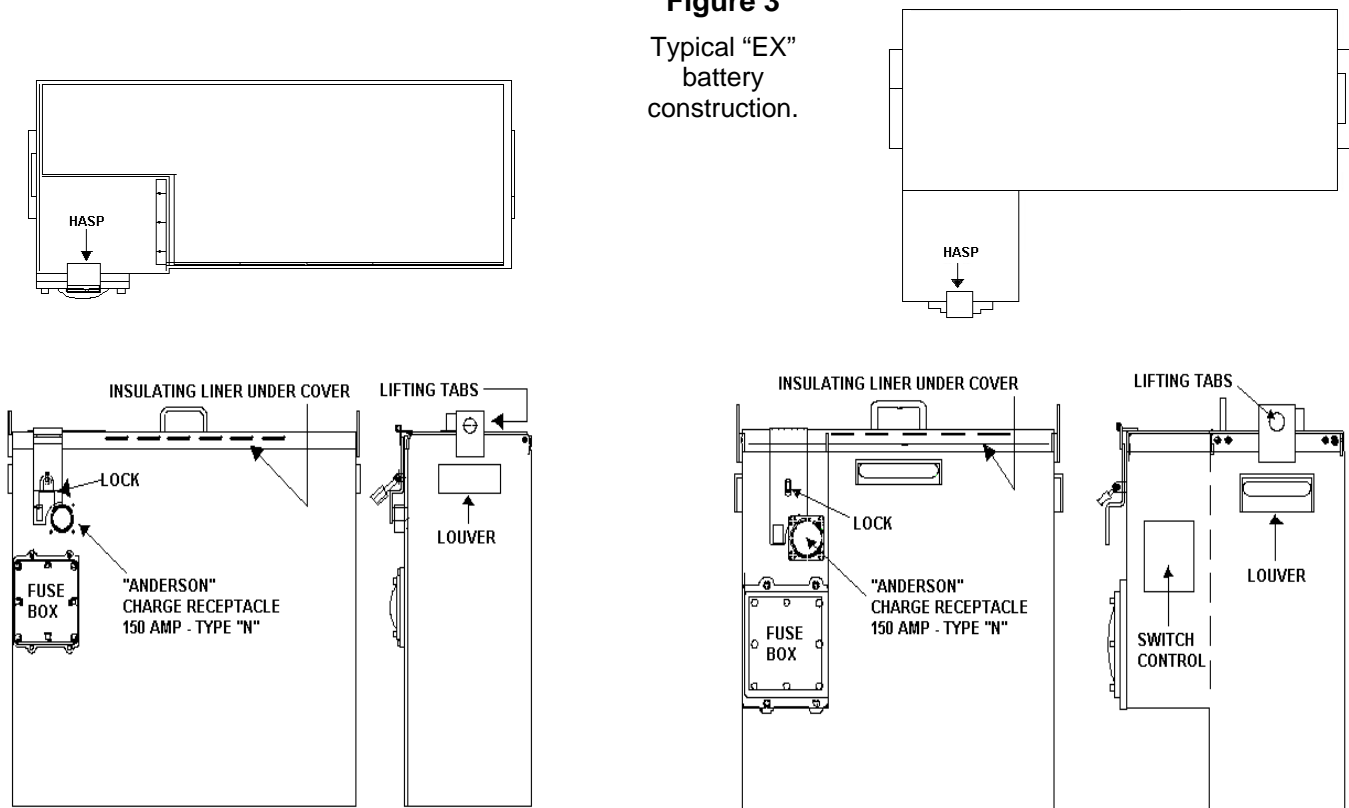 Figure 3
Typical “EX”
battery
construction.
HASP
HASP
INSULATING LINER UNDER COVER
LIFTING TABS
LOCK
LOUVER
"ANDERSON"
CHARGE RECEPTACLE
150 AMP - TYPE "N"
FUSE
BOX
INSULATING LINER UNDER COVER
LIFTING TABS
LOCK
LOUVER
"ANDERSON"
CHARGE RECEPTACLE
150 AMP - TYPE "N"
FUSE
BOX
SWITCH
CONTROL